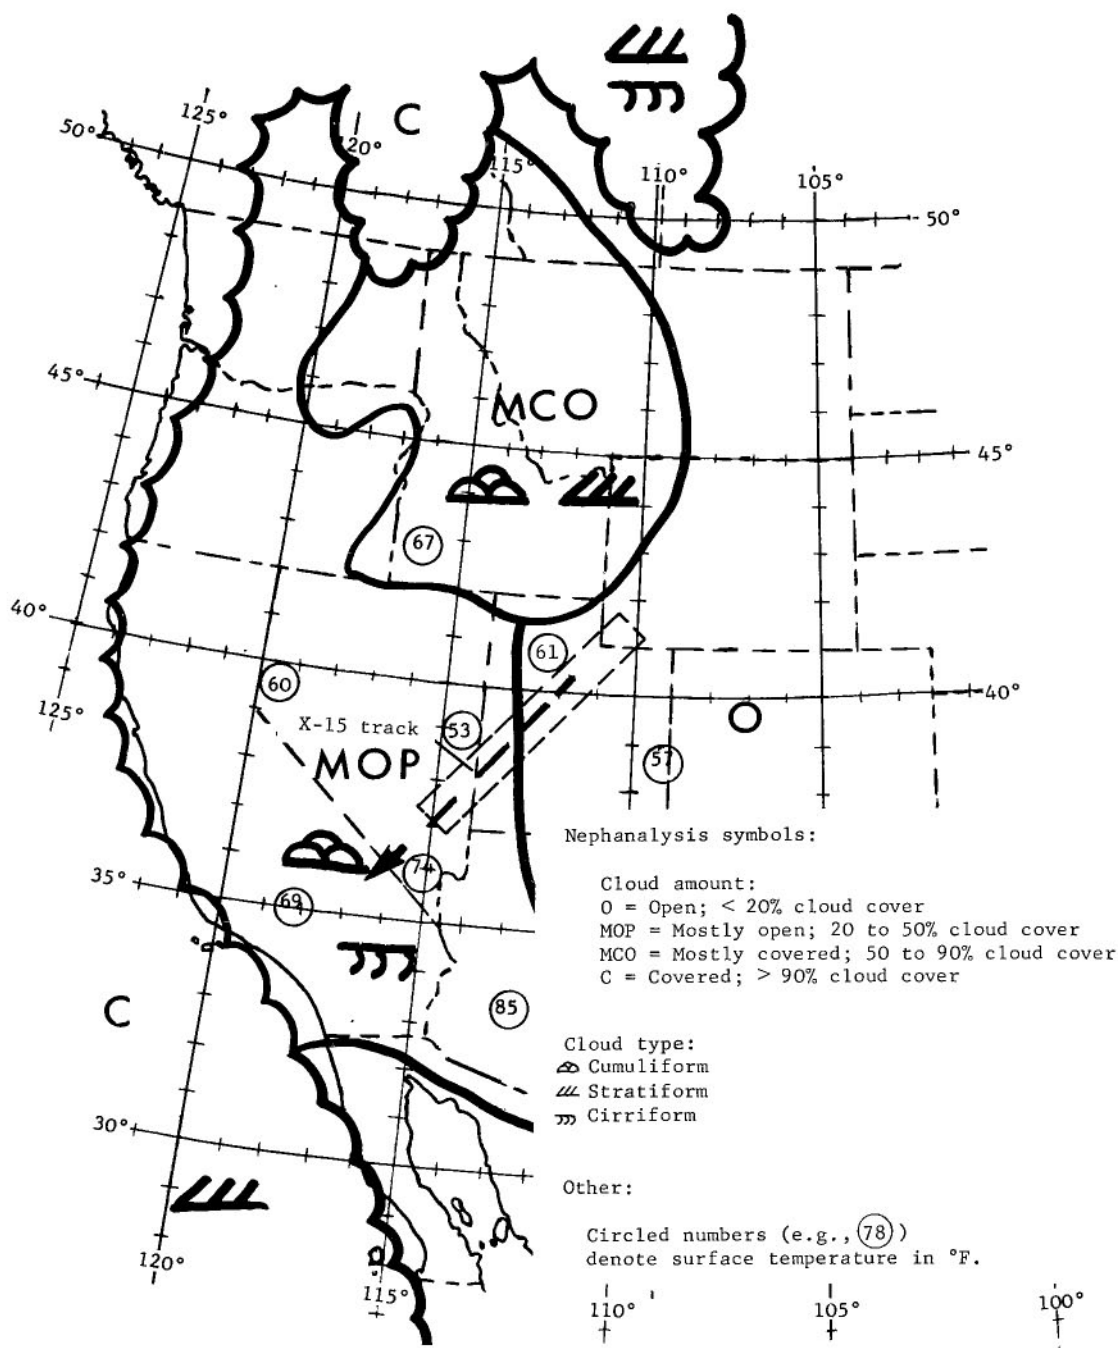 C
125°
50°
120°
115°
110°
105°
50°
45°
MCO
45°
67
40°
61
60
125°
X-15 track
53
MOP
40°
O
57
Nephanalysis symbols:
74
35°
69
Cloud amount:
O = Open; < 20% cloud cover
MOP = Mostly open; 20 to 50% cloud cover
MCO = Mostly covered; 50 to 90% cloud cover
C = Covered; > 90% cloud cover
C
85
Cloud type:
Cumuliform
Stratiform
Cirriform
30°
Other:
Circled numbers (e.g., 78)
denote surface temperature in °F.
120°
115°
110°
105°
100°